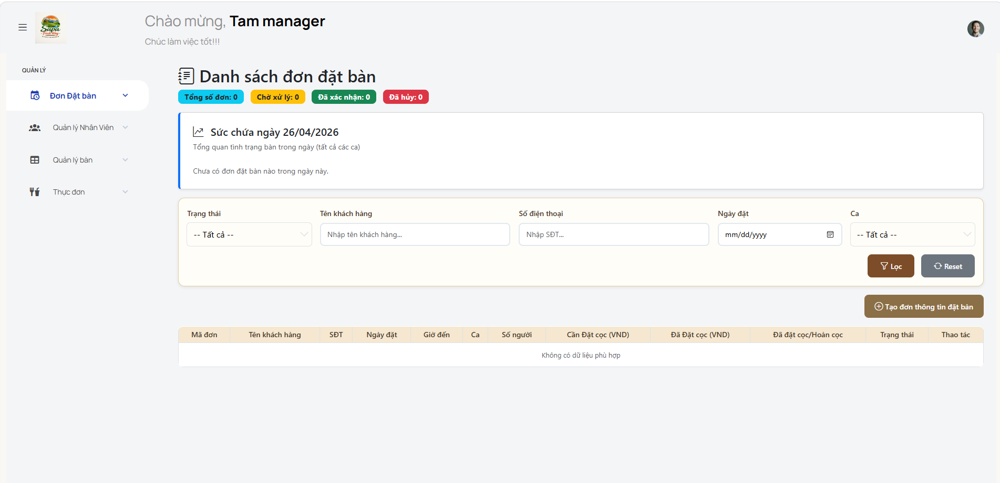 Sapa
Fresh Way
Chào mừng, Tam manager
Chúc làm việc tốt!!!
QUẢN LÝ
Đơn Đặt bàn
Quản lý Nhân Viên
Quản lý bàn
Thực đơn
Danh sách đơn đặt bàn
Tổng số đơn: 0 Chờ xử lý: 0 Đã xác nhận: 0 Đã hủy: 0
Sức chứa ngày 26/04/2026
Tổng quan tình trạng bàn trong ngày (tất cả các ca)
Chưa có đơn đặt bàn nào trong ngày này.
Trạng thái Tên khách hàng Số điện thoại Ngày đặt Ca
-- Tất cả -- Nhập tên khách hàng... Nhập SĐT... mm/dd/yyyy -- Tất cả --
Lọc Reset
Tạo đơn thông tin đặt bàn
Mã đơn Tên khách hàng SĐT Ngày đặt Giờ đến Ca Số người Cần Đặt cọc (VND) Đã Đặt cọc (VND) Đã đặt cọc/Hoàn cọc Trạng thái Thao tác
Không có dữ liệu phù hợp